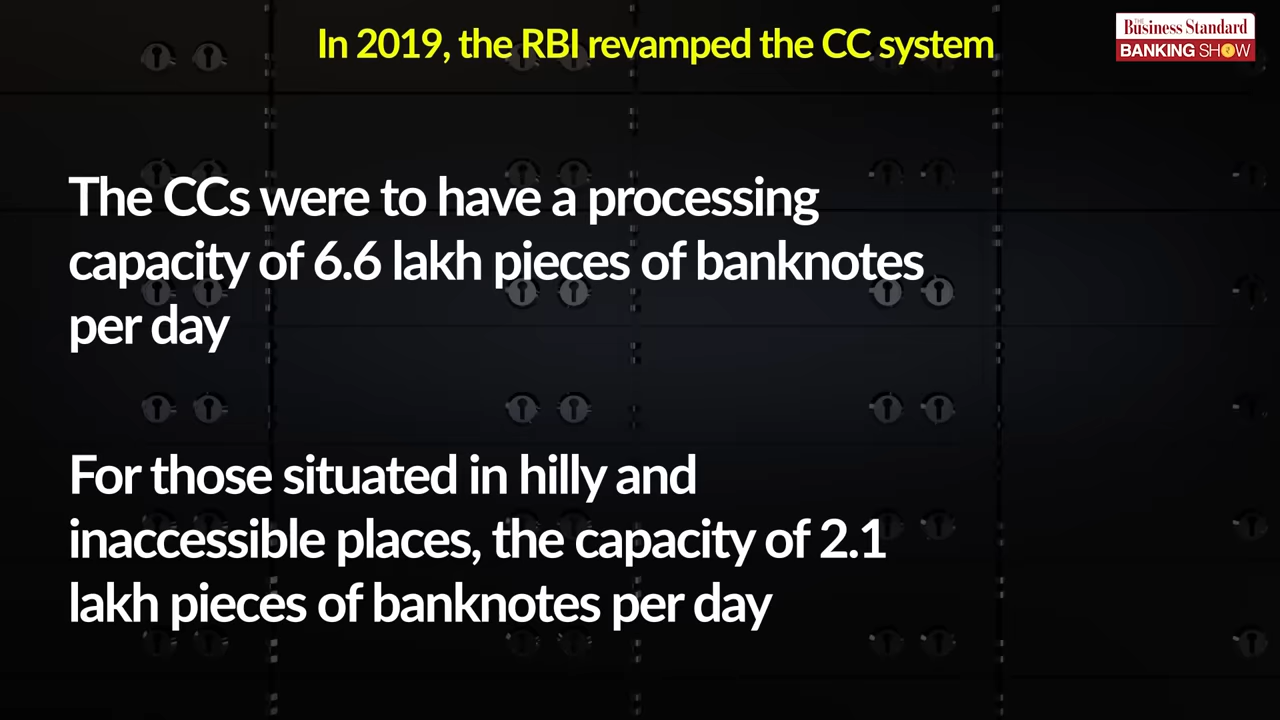 In 2019, the RBI revamped the CC system
THE
Business Standard
BANKING SHOW
The CCs were to have a processing
capacity of 6.6 lakh pieces of banknotes
per day
For those situated in hilly and
inaccessible places, the capacity of 2.1
lakh pieces of banknotes per day